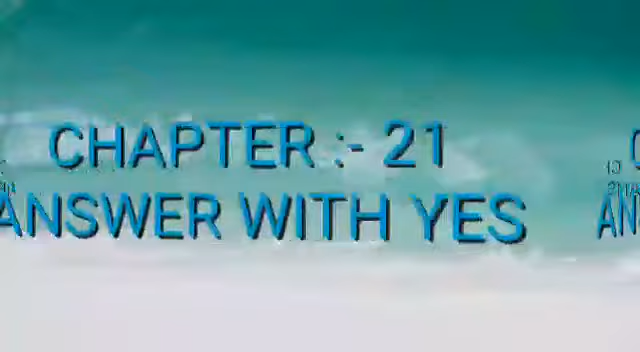 CHAPTER :- 21
ANSWER WITH YES